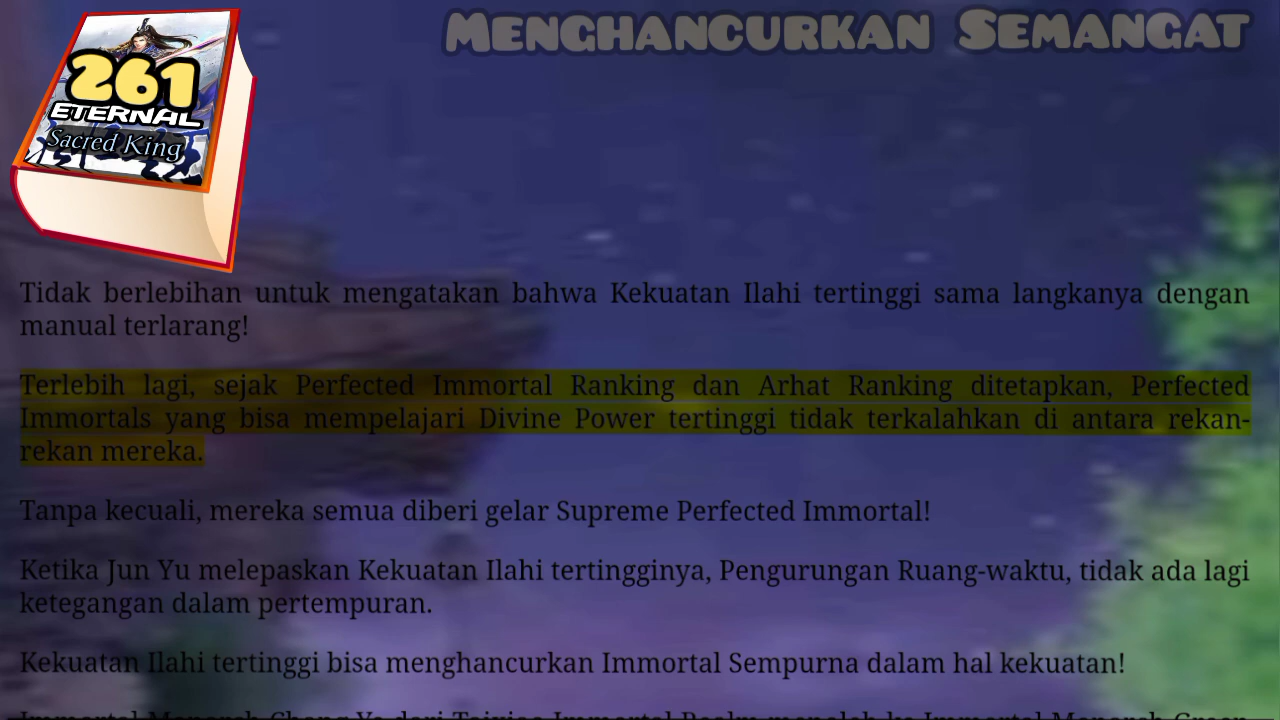 Menghancurkan Semangat
261
ETERNAL
Sacred King
Tidak berlebihan untuk mengatakan bahwa Kekuatan Ilahi tertinggi sama langkanya dengan
manual terlarang!
Terlebih lagi, sejak Perfected Immortal Ranking dan Arhat Ranking ditetapkan, Perfected
Immortals yang bisa mempelajari Divine Power tertinggi tidak terkalahkan di antara rekan-
rekan mereka.
Tanpa kecuali, mereka semua diberi gelar Supreme Perfected Immortal!
Ketika Jun Yu melepaskan Kekuatan Ilahi tertingginya, Pengurungan Ruang-waktu, tidak ada lagi
ketegangan dalam pertempuran.
Kekuatan Ilahi tertinggi bisa menghancurkan Immortal Sempurna dalam hal kekuatan!